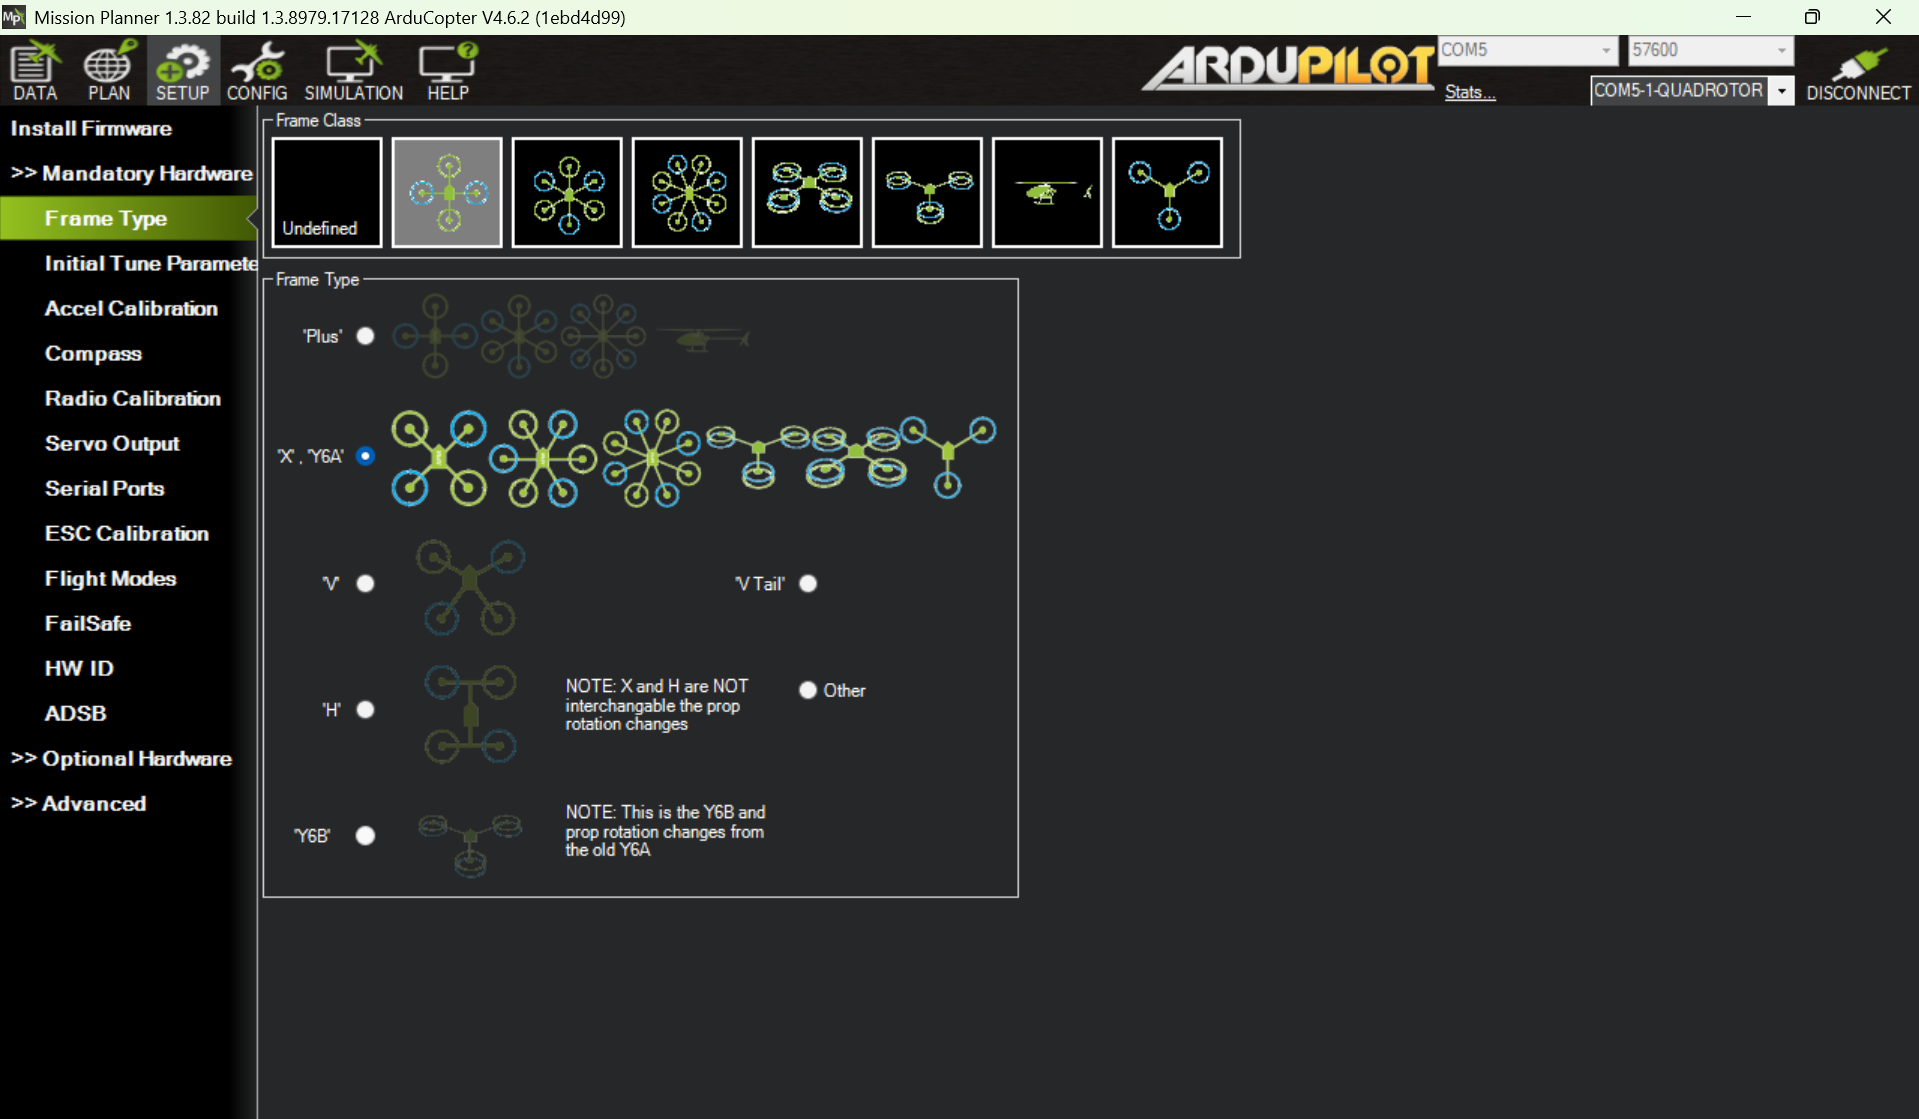 Mission Planner 1.3.82 build 1.3.8979.17128 ArduCopter V4.6.2 (1ebd4d99)
DATA PLAN SETUP CONFIG SIMULATION HELP
ARDUPILOT
COM5 57600
Stats... COM5-1-QUADROTOR DISCONNECT
Install Firmware
>> Mandatory Hardware
Frame Type
Initial Tune Paramete
Accel Calibration
Compass
Radio Calibration
Servo Output
Serial Ports
ESC Calibration
Flight Modes
FailSafe
HW ID
ADSB
>> Optional Hardware
>> Advanced
Frame Class
Undefined
Frame Type
'Plus'
'X', 'Y6A'
'V'
'V Tail'
'H'
NOTE: X and H are NOT
interchangable the prop
rotation changes
Other
'Y6B'
NOTE: This is the Y6B and
prop rotation changes from
the old Y6A